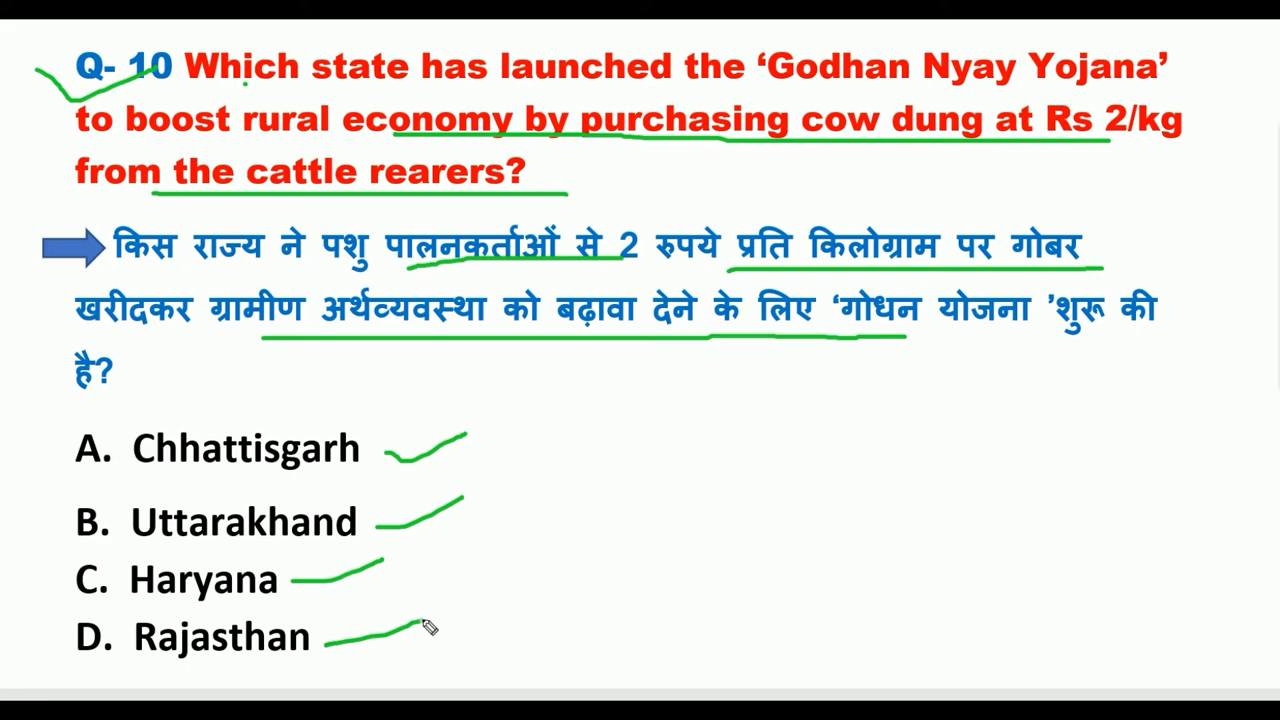 Q- 10 Which state has launched the ‘Godhan Nyay Yojana’
to boost rural economy by purchasing cow dung at Rs 2/kg
from the cattle rearers?
किस राज्य ने पशु पालनकर्ताओं से 2 रुपये प्रति किलोग्राम पर गोबर
खरीदकर ग्रामीण अर्थव्यवस्था को बढ़ावा देने के लिए ‘गोधन योजना ’शुरू की
है?
A. Chhattisgarh
B. Uttarakhand
C. Haryana
D. Rajasthan